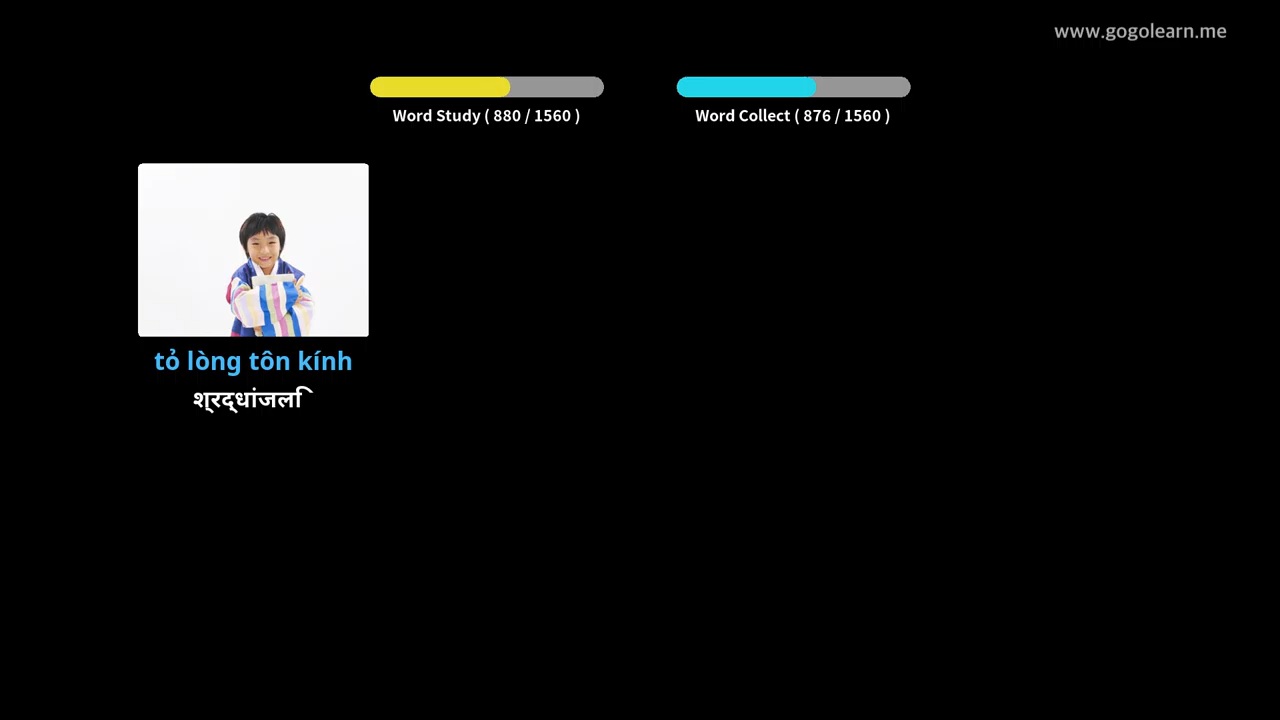 www.gogolearn.me
Word Study ( 880 / 1560 )
Word Collect ( 876 / 1560 )
tỏ lòng tôn kính
श्रद्धांजलि